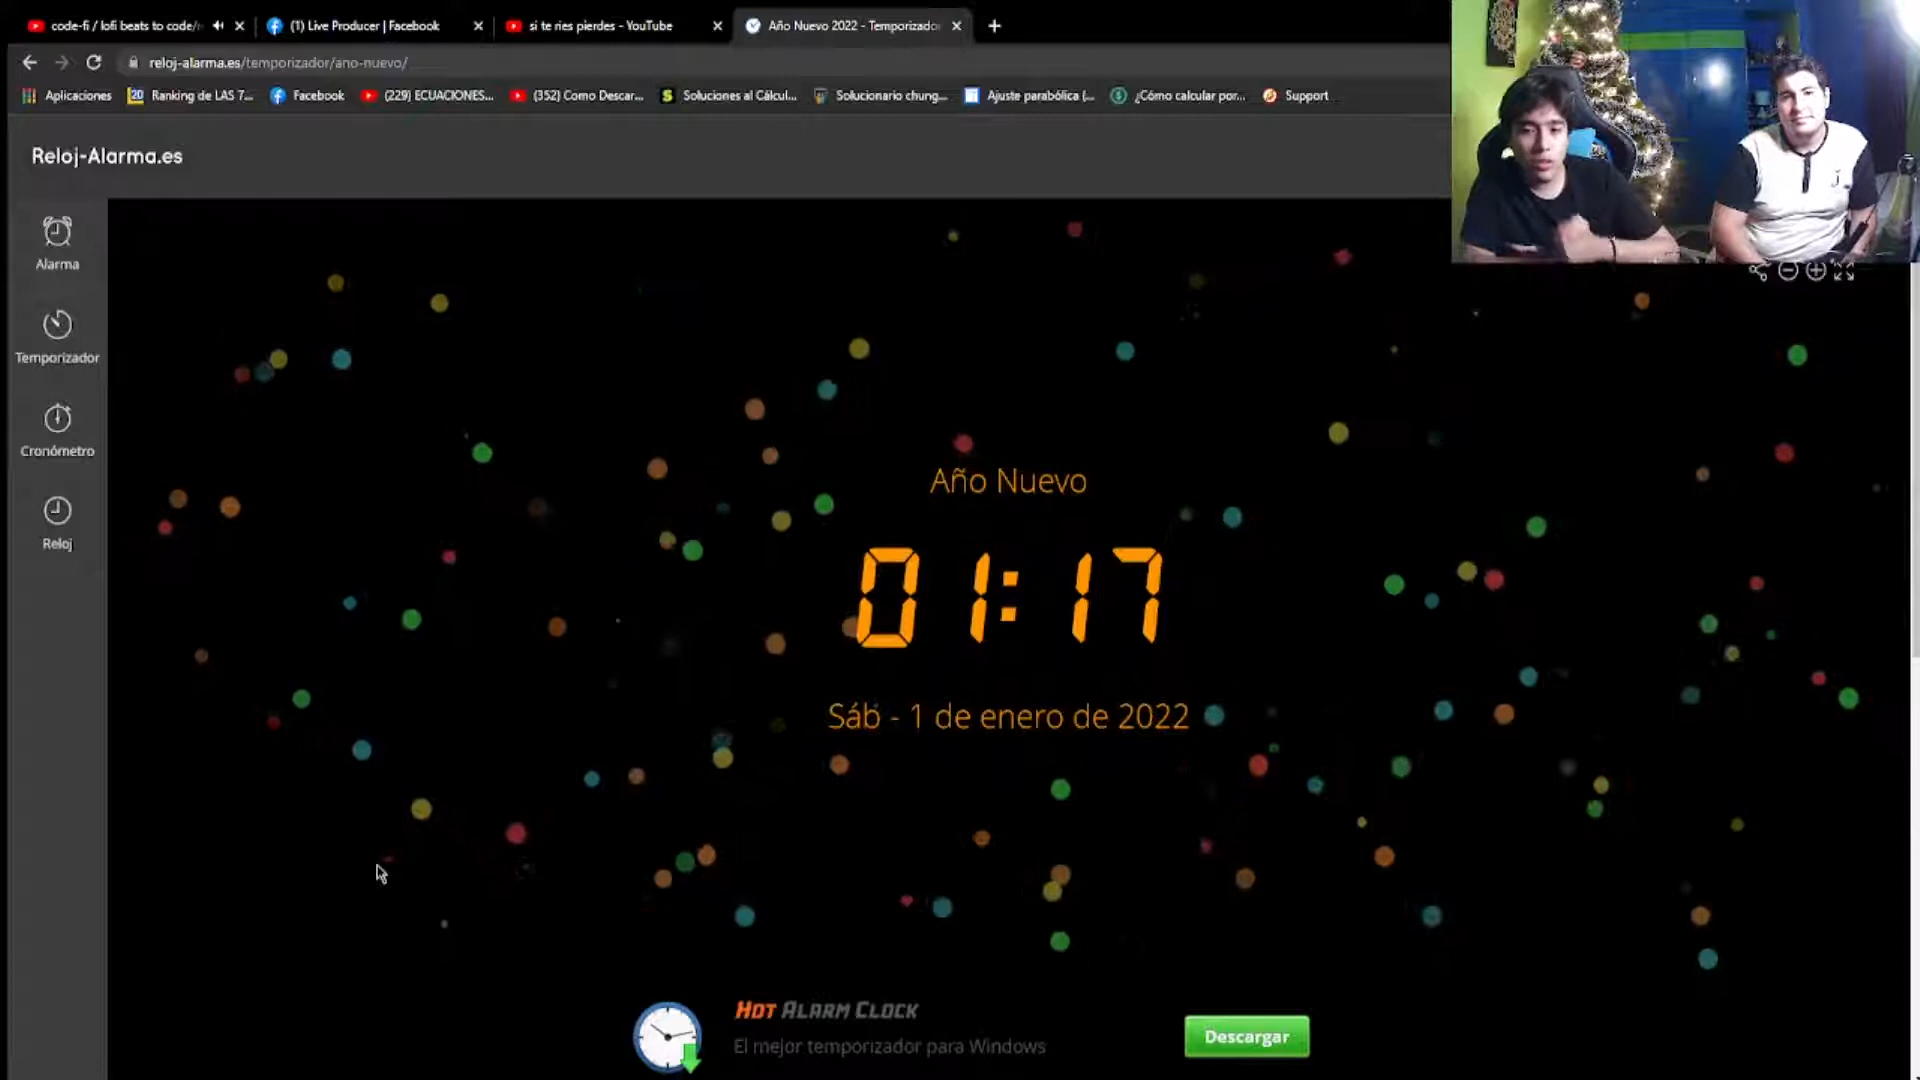 code-fi / lofi beats to code/r
(1) Live Producer | Facebook
si te ries pierdes - YouTube
Año Nuevo 2022 - Temporizado
reloj-alarma.es/temporizador/ano-nuevo/
Aplicaciones
Ranking de LAS 7...
Facebook
(229) ECUACIONES...
(352) Como Descar...
Soluciones al Cálcul...
Solucionario chung...
Ajuste parabólica (...
¿Cómo calcular por...
Support
Reloj-Alarma.es
Alarma
Temporizador
Cronómetro
Reloj
Año Nuevo
01:17
Sáb - 1 de enero de 2022
HOT ALARM CLOCK
El mejor temporizador para Windows
Descargar